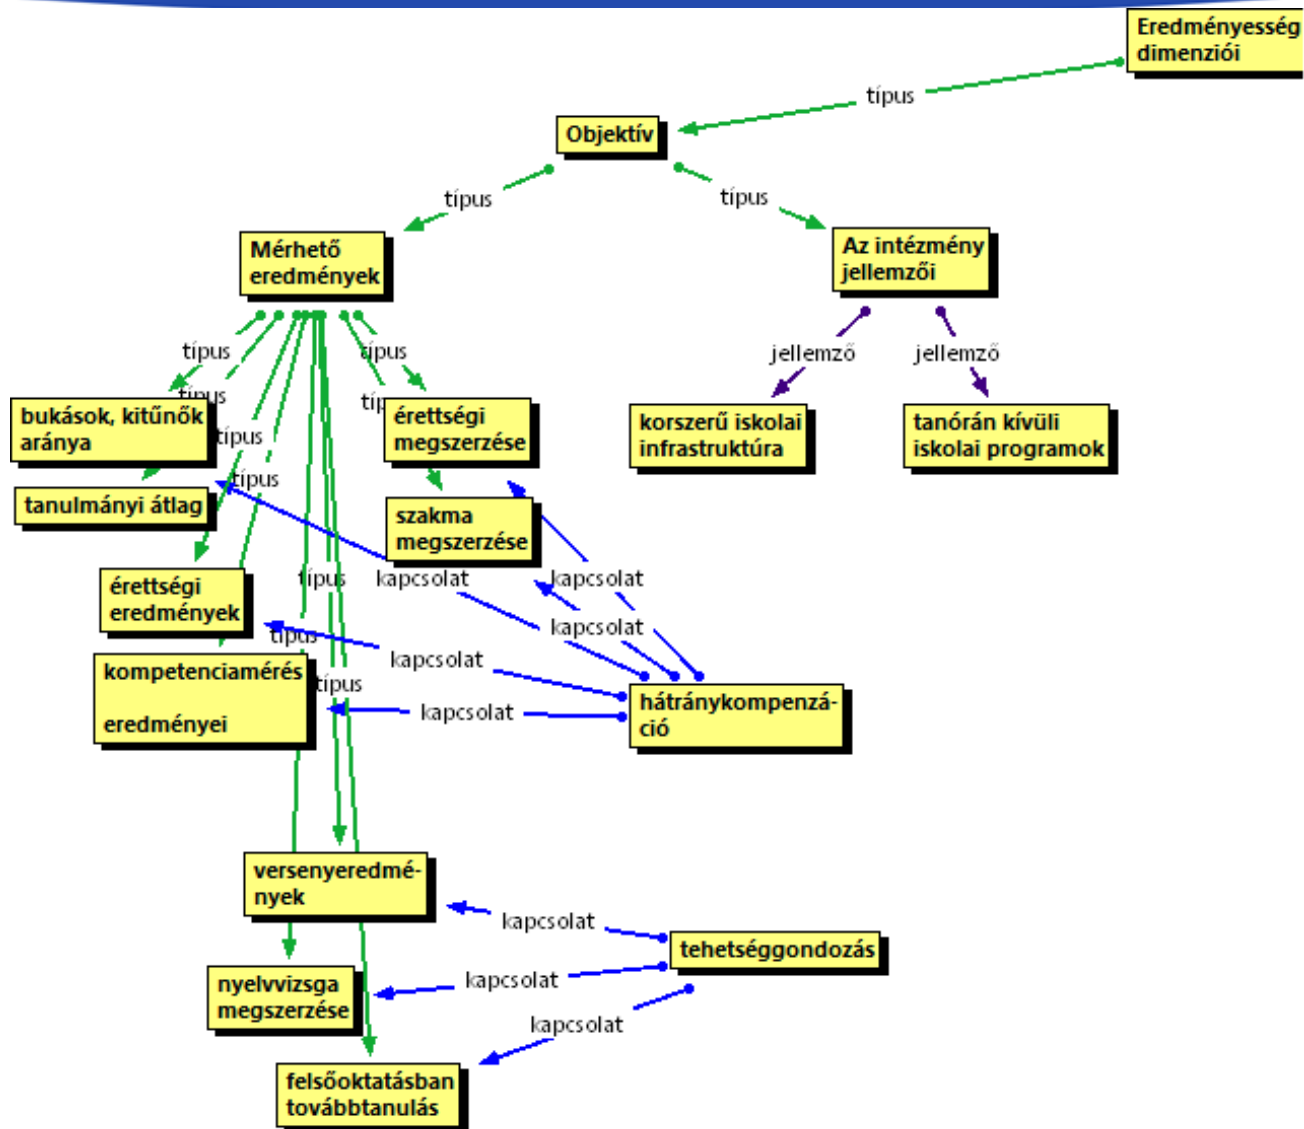 Eredményesség
dimenziói
típus
Objektív
típus
típus
Mérhető
eredmények
Az intézmény
jellemzői
típus
típus
jellemző
jellemző
típus
típus
bukások, kitűnők
aránya
érettségi
megszerzése
korszerű iskolai
infrastruktúra
tanórán kívüli
iskolai programok
típus
típus
tanulmányi átlag
szakma
megszerzése
érettségi
eredmények
típus
kapcsolat
kapcsolat
kapcsolat
típus
kapcsolat
kompetenciamérés
eredményei
típus
kapcsolat
hátránykompenzá-
ció
versenyeredmé-
nyek
kapcsolat
tehetséggondozás
nyelvvizsga
megszerzése
kapcsolat
kapcsolat
felsőoktatásban
továbbtanulás